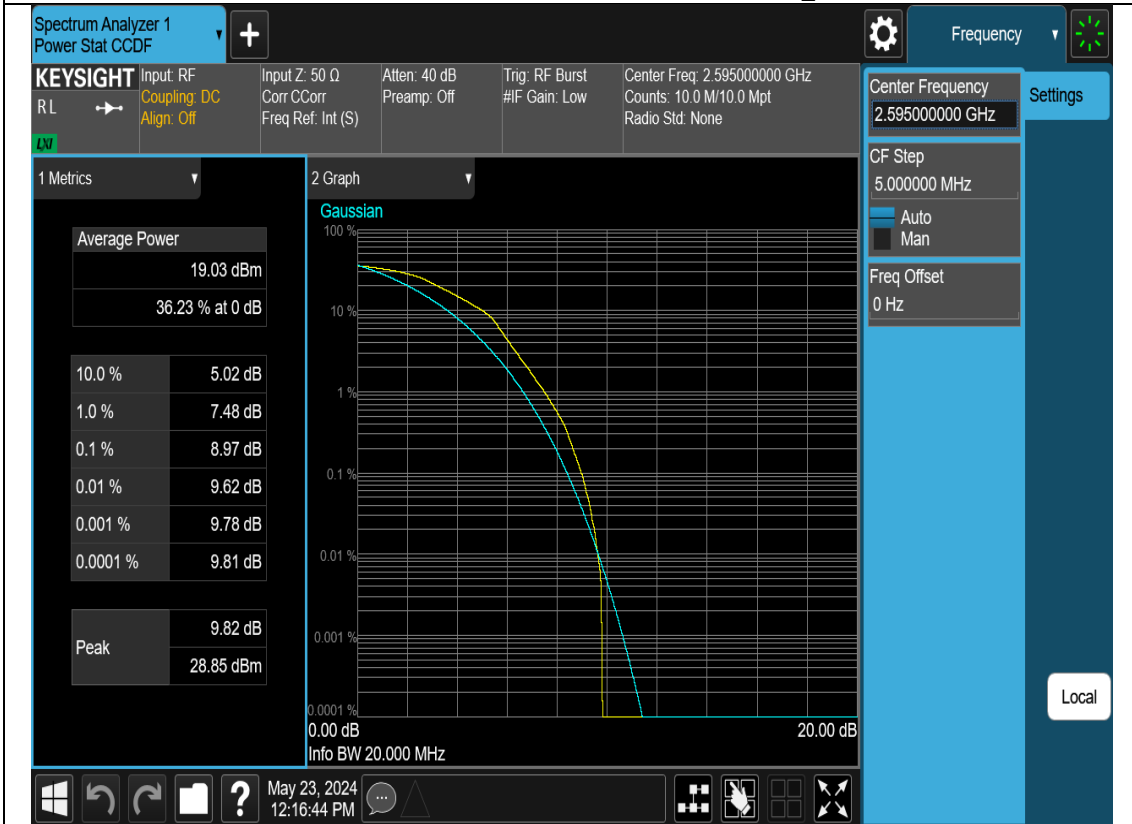 Spectrum Analyzer 1
Power Stat CCDF
Frequency
KEYSIGHT
RL
LXI
Input: RF
Coupling: DC
Align: Off
Input Z: 50 Ω
Corr CCorr
Freq Ref: Int (S)
Atten: 40 dB
Preamp: Off
Trig: RF Burst
#IF Gain: Low
Center Freq: 2.595000000 GHz
Counts: 10.0 M/10.0 Mpt
Radio Std: None
Center Frequency
2.595000000 GHz
Settings
CF Step
5.000000 MHz
Auto
Man
Freq Offset
0 Hz
Local
1 Metrics
Average Power
19.03 dBm
36.23 % at 0 dB
10.0 % 5.02 dB
1.0 % 7.48 dB
0.1 % 8.97 dB
0.01 % 9.62 dB
0.001 % 9.78 dB
0.0001 % 9.81 dB
Peak
9.82 dB
28.85 dBm
2 Graph
Gaussian
100 %
10 %
1 %
0.1 %
0.01 %
0.001 %
0.0001 %
0.00 dB 20.00 dB
Info BW 20.000 MHz
May 23, 2024
12:16:44 PM